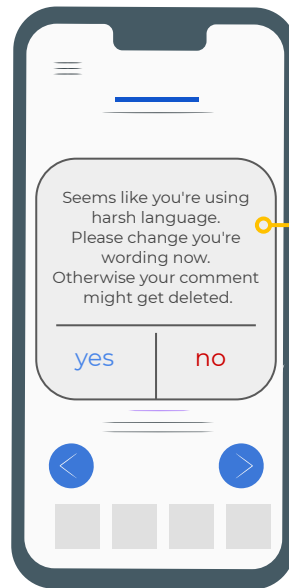 Seems like you're using
harsh language.
Please change you're
wording now.
Otherwise your comment
might get deleted.
yes no